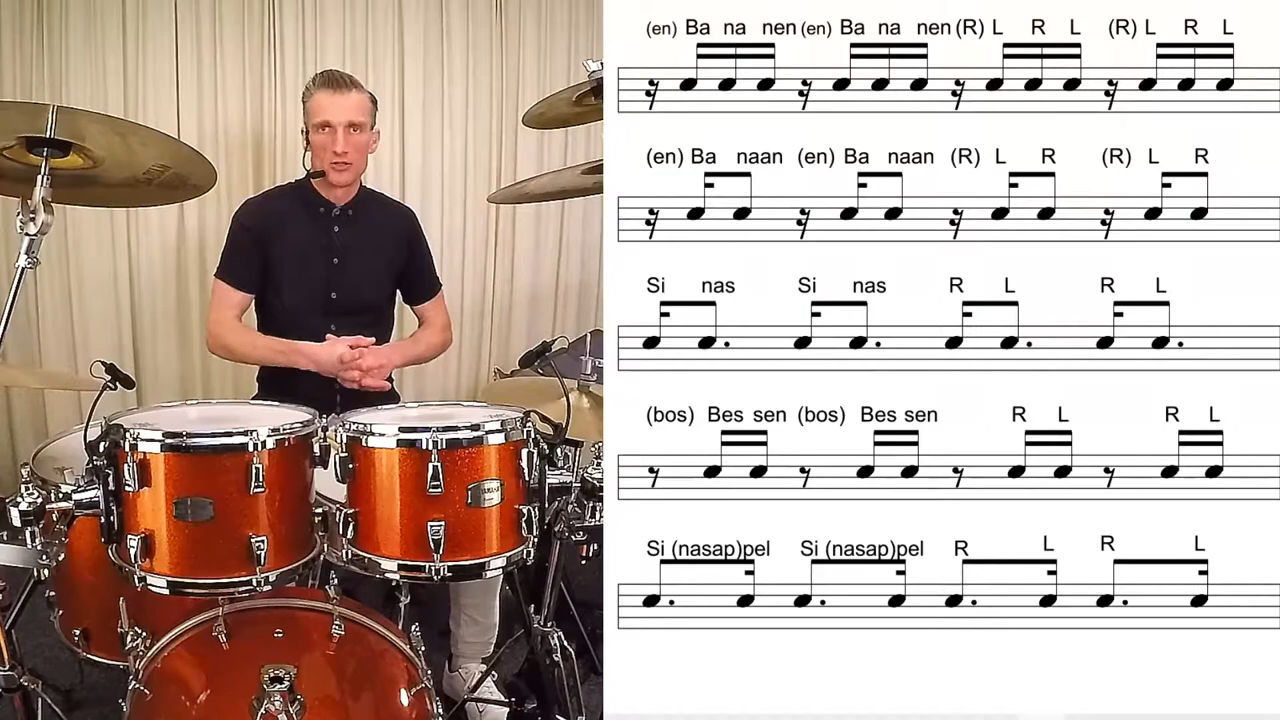 (en) Ba na nen (en) Ba na nen (R) L R L (R) L R L
(en) Ba naan (en) Ba naan (R) L R (R) L R
Si nas Si nas R L R L
(bos) Bes sen (bos) Bes sen R L R L
Si (nasap)pel Si (nasap)pel R L R L
YAMAHA